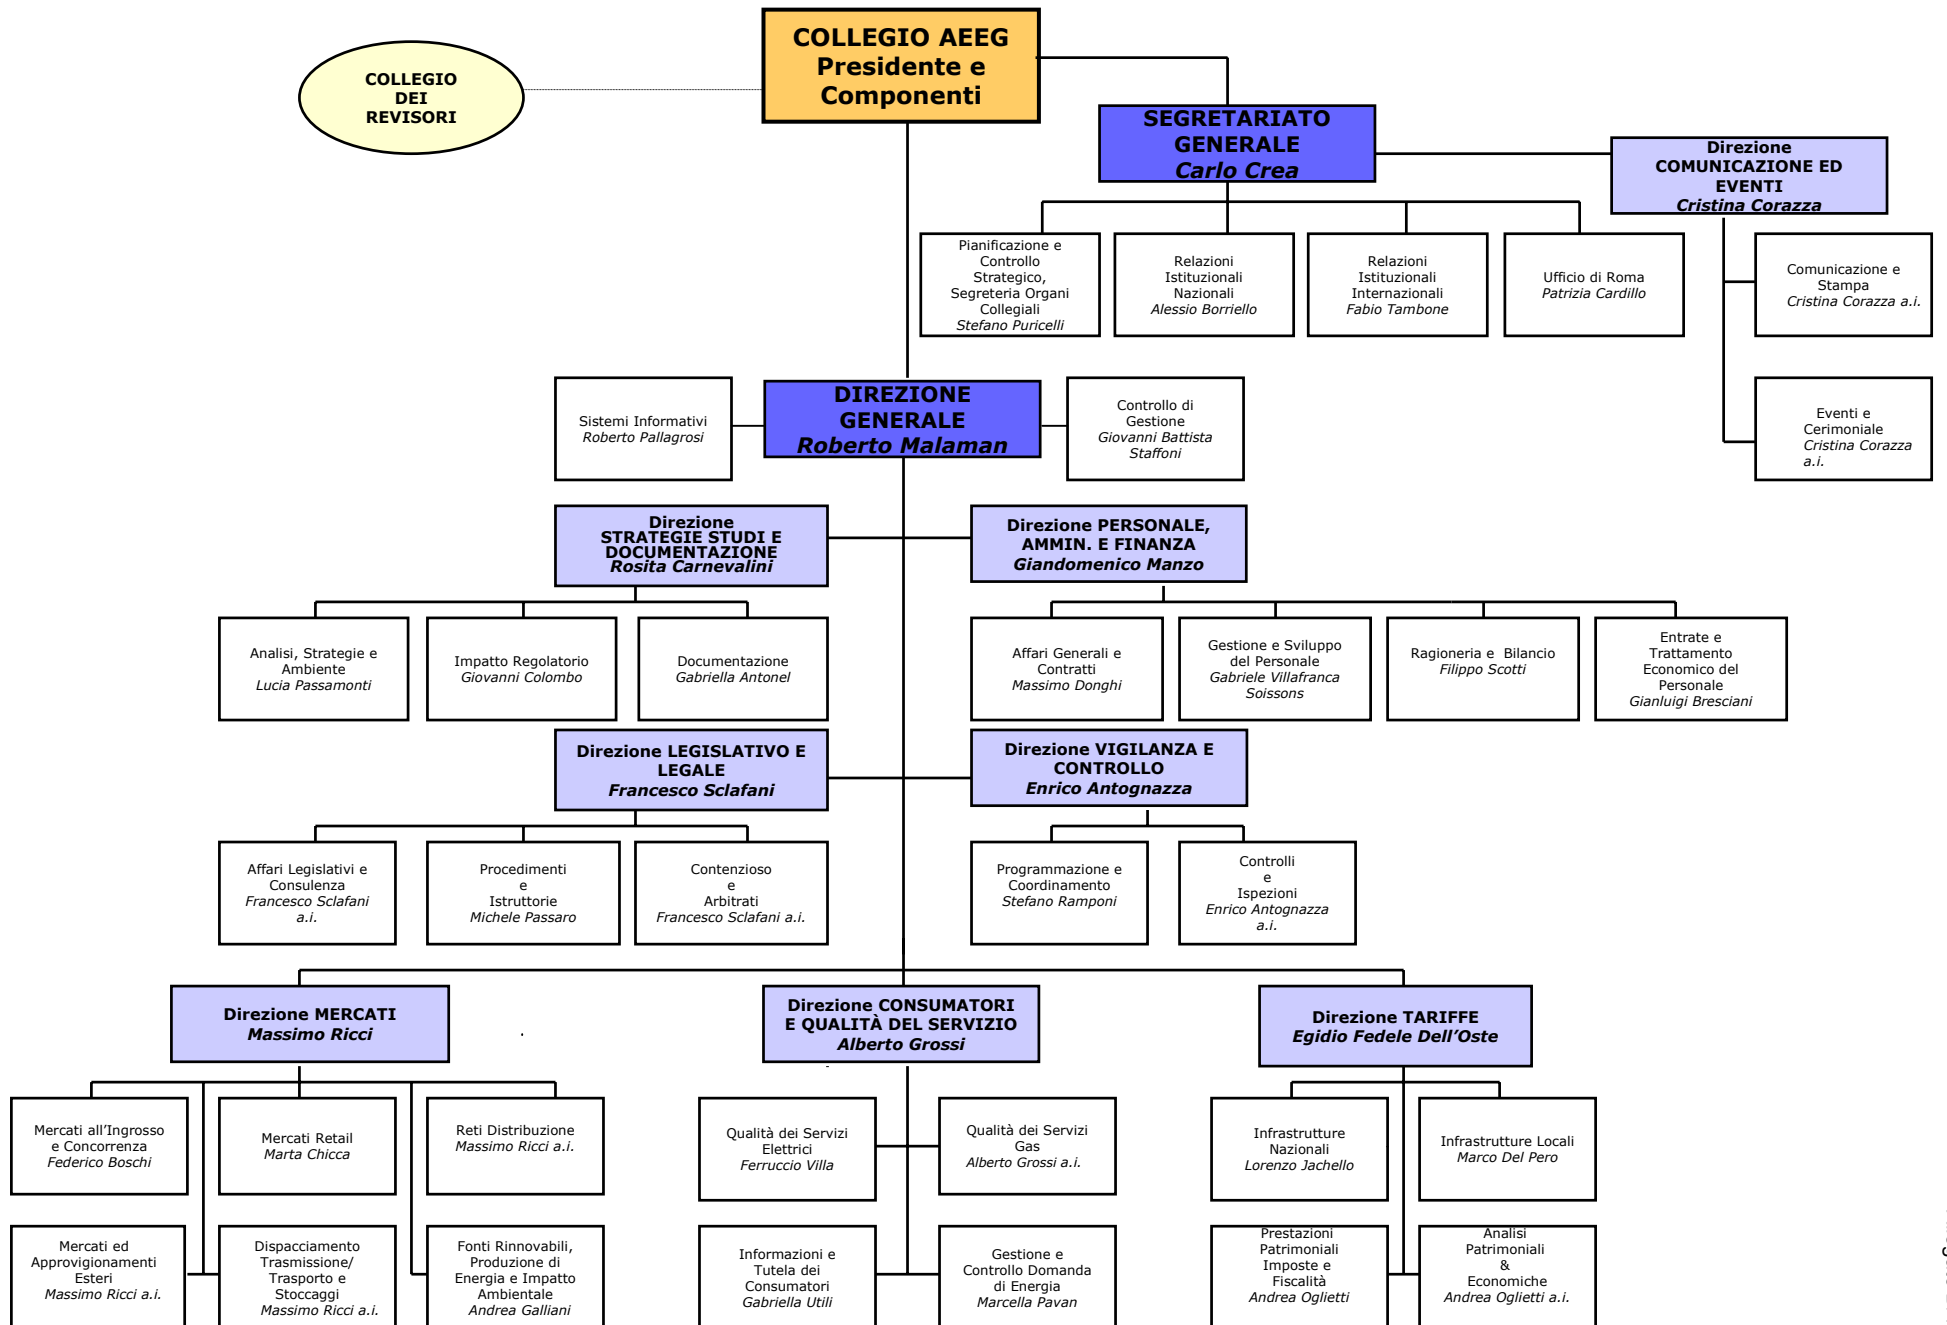 COLLEGIO AEEG
Presidente e
Componenti
COLLEGIO
DEI
REVISORI
SEGRETARIATO
GENERALE
Carlo Crea
Direzione
COMUNICAZIONE ED
EVENTI
Cristina Corazza
Pianificazione e
Controllo
Strategico,
Segreteria Organi
Collegiali
Stefano Puricelli
Relazioni
Istituzionali
Nazionali
Alessio Borriello
Relazioni
Istituzionali
Internazionali
Fabio Tambone
Ufficio di Roma
Patrizia Cardillo
Comunicazione e
Stampa
Cristina Corazza a.i.
Eventi e
Cerimoniale
Cristina Corazza
a.i.
Sistemi Informativi
Roberto Pallagrosi
DIREZIONE
GENERALE
Roberto Malaman
Controllo di
Gestione
Giovanni Battista
Staffoni
Direzione
STRATEGIE STUDI E
DOCUMENTAZIONE
Rosita Carnevalini
Direzione PERSONALE,
AMMIN. E FINANZA
Giandomenico Manzo
Analisi, Strategie e
Ambiente
Lucia Passamonti
Impatto Regolatorio
Giovanni Colombo
Documentazione
Gabriella Antonel
Affari Generali e
Contratti
Massimo Donghi
Gestione e Sviluppo
del Personale
Gabriele Villafranca
Soissons
Ragioneria e  Bilancio
Filippo Scotti
Entrate e
Trattamento
Economico del
Personale
Gianluigi Bresciani
Direzione LEGISLATIVO E
LEGALE
Francesco Sclafani
Direzione VIGILANZA E
CONTROLLO
Enrico Antognazza
Affari Legislativi e
Consulenza
Francesco Sclafani
a.i.
Procedimenti
e
Istruttorie
Michele Passaro
Contenzioso
e
Arbitrati
Francesco Sclafani a.i.
Programmazione e
Coordinamento
Stefano Ramponi
Controlli
e
Ispezioni
Enrico Antognazza
a.i.
Direzione MERCATI
Massimo Ricci
Direzione CONSUMATORI
E QUALITÀ DEL SERVIZIO
Alberto Grossi
Direzione TARIFFE
Egidio Fedele Dell’Oste
Mercati all’Ingrosso
e Concorrenza
Federico Boschi
Mercati Retail
Marta Chicca
Reti Distribuzione
Massimo Ricci a.i.
Qualità dei Servizi
Elettrici
Ferruccio Villa
Qualità dei Servizi
Gas
Alberto Grossi a.i.
Infrastrutture
Nazionali
Lorenzo Jachello
Infrastrutture Locali
Marco Del Pero
Mercati ed
Approvigionamenti
Esteri
Massimo Ricci a.i.
Dispacciamento
Trasmissione/
Trasporto e
Stoccaggi
Massimo Ricci a.i.
Fonti Rinnovabili,
Produzione di
Energia e Impatto
Ambientale
Andrea Galliani
Informazioni e
Tutela dei
Consumatori
Gabriella Utili
Gestione e
Controllo Domanda
di Energia
Marcella Pavan
Prestazioni
Patrimoniali
Imposte e
Fiscalità
Andrea Oglietti
Analisi
Patrimoniali
&
Economiche
Andrea Oglietti a.i.